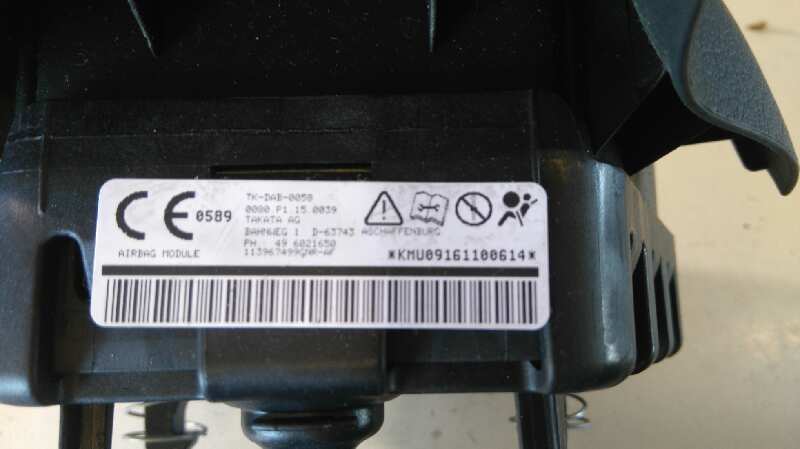 CE 0589
TK-DAB-0058
0080 P1 15.0039
TAKATA AG
BAHNWEG 1 D-63743 ASCHAFFENBURG
PH. 49 6021650
AIRBAG MODULE
*KMU09161100614*